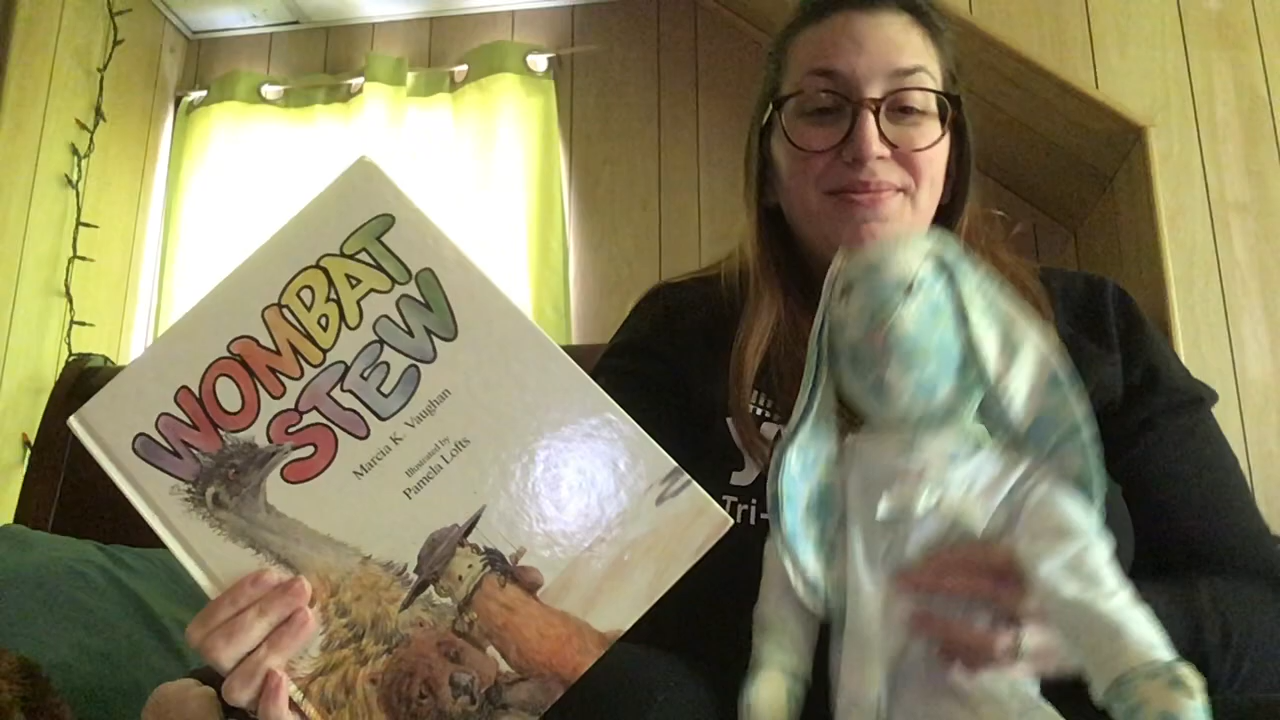 WOMBAT
STEW
Marcia K. Vaughan
Illustrated by
Pamela Lofts
Tri-